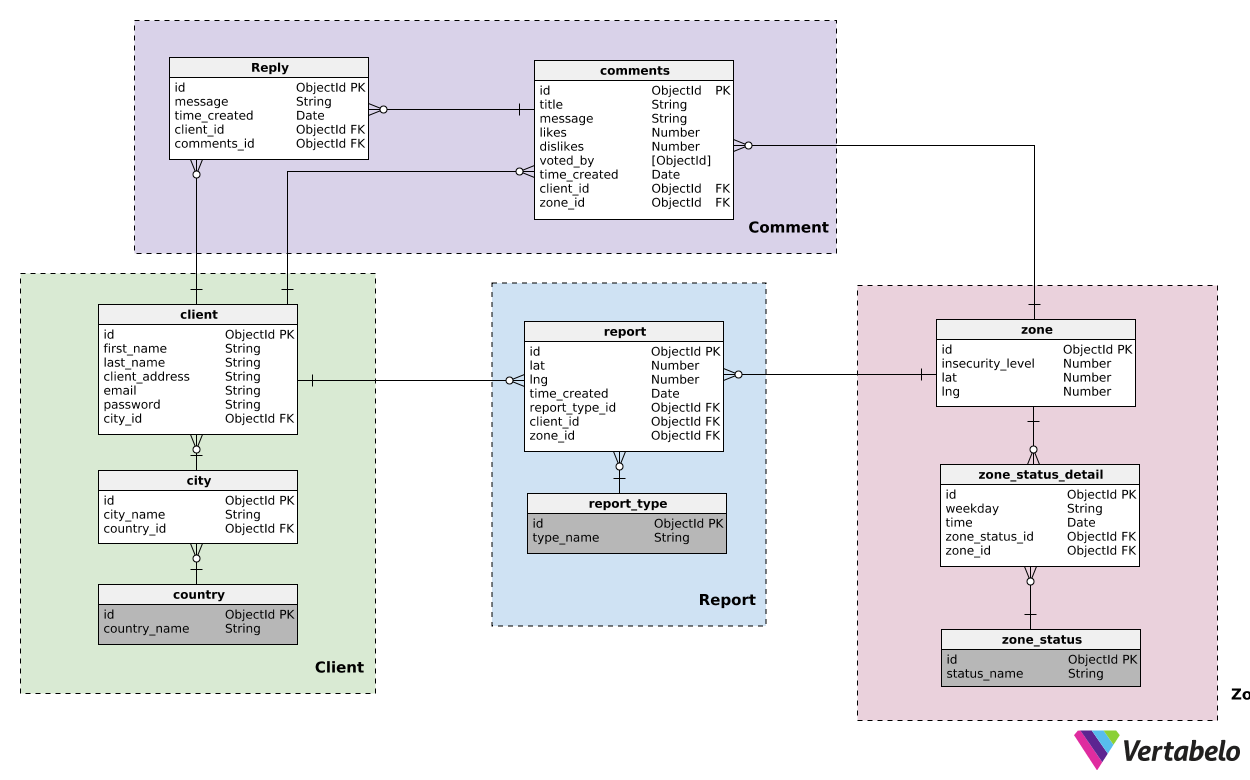 Reply
id ObjectId PK
message String
time_created Date
client_id ObjectId FK
comments_id ObjectId FK
comments
id ObjectId PK
title String
message String
likes Number
dislikes Number
voted_by [ObjectId]
time_created Date
client_id ObjectId FK
zone_id ObjectId FK
Comment
client
id ObjectId PK
first_name String
last_name String
client_address String
email String
password String
city_id ObjectId FK
city
id ObjectId PK
city_name String
country_id ObjectId FK
country
id ObjectId PK
country_name String
Client
report
id ObjectId PK
lat Number
lng Number
time_created Date
report_type_id ObjectId FK
client_id ObjectId FK
zone_id ObjectId FK
report_type
id ObjectId PK
type_name String
Report
zone
id ObjectId PK
insecurity_level Number
lat Number
lng Number
zone_status_detail
id ObjectId PK
weekday String
time Date
zone_status_id ObjectId FK
zone_id ObjectId FK
zone_status
id ObjectId PK
status_name String
Zo
Vertabelo